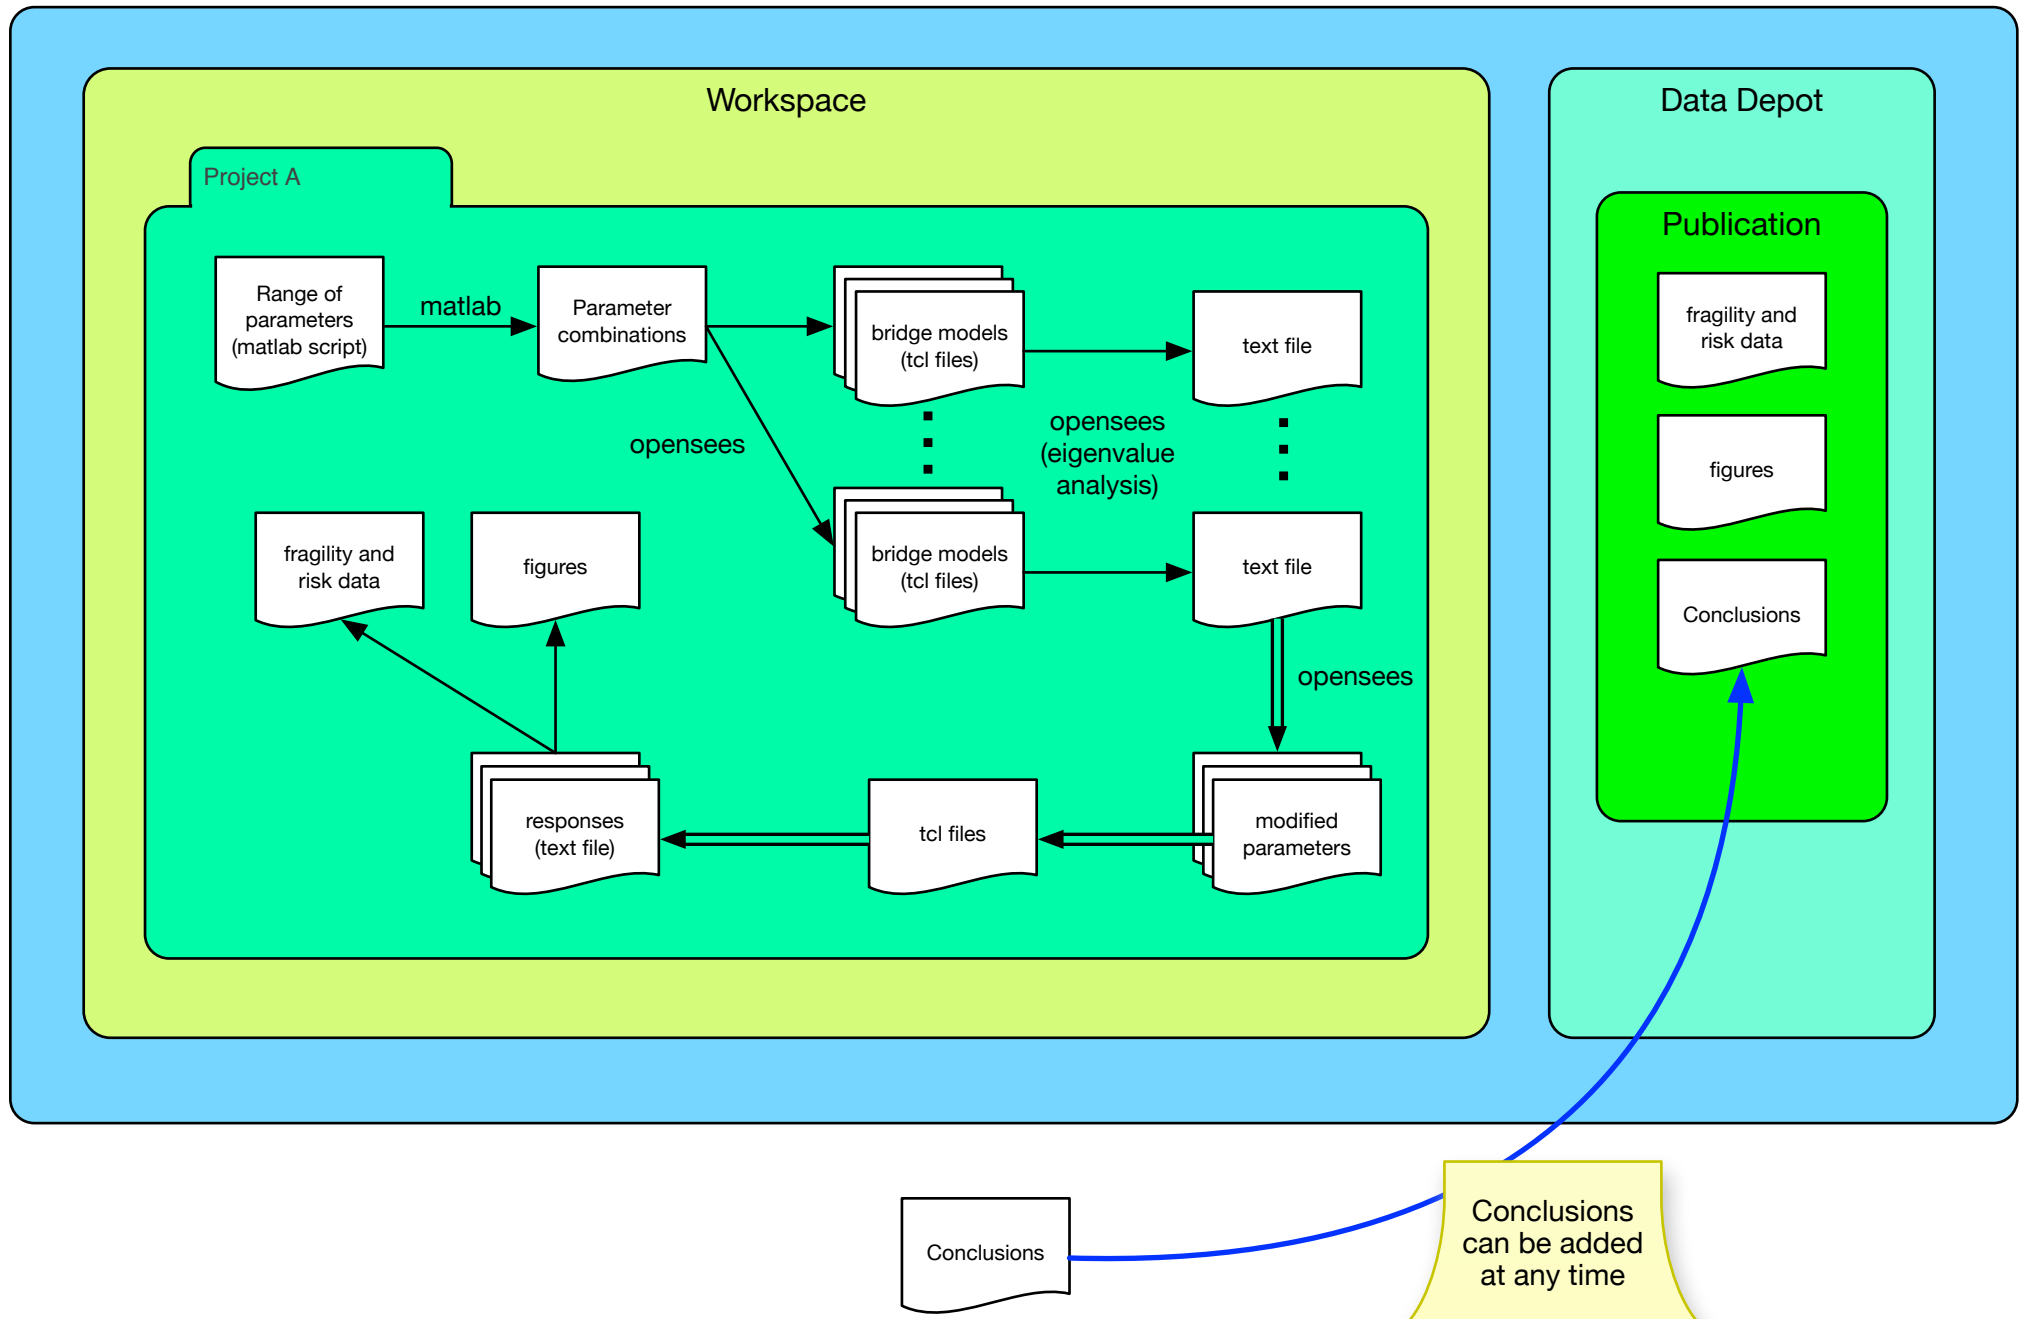 Workspace
Data Depot
Project A
Publication
Range of
parameters
(matlab script)
matlab
Parameter
combinations
bridge models
(tcl files)
text file
opensees
opensees
(eigenvalue
analysis)
fragility and
risk data
figures
bridge models
(tcl files)
text file
opensees
responses
(text file)
tcl files
modified
parameters
fragility and
risk data
figures
Conclusions
Conclusions
Conclusions
can be added
at any time